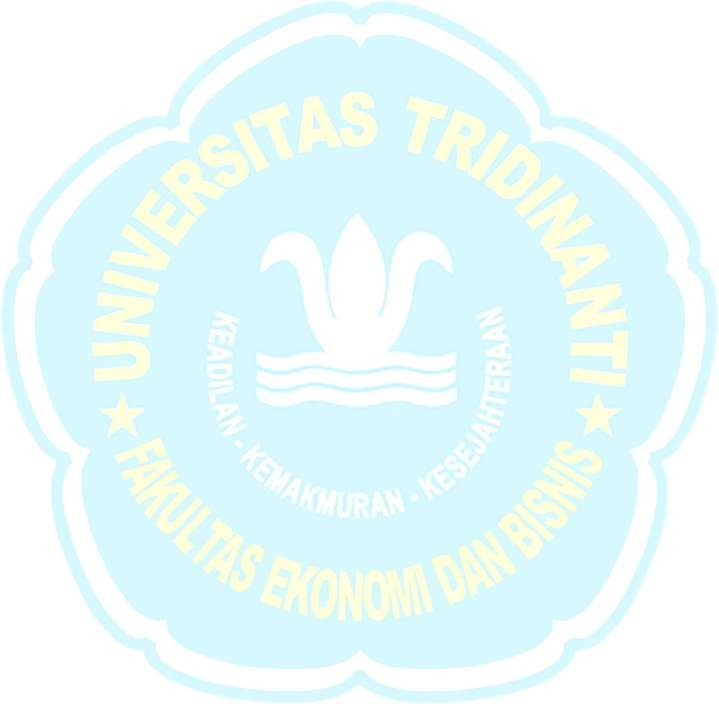 UNIVERSITAS TRIDINANTI
KEADILAN - KEMAKMURAN - KESEJAHTERAAN
FAKULTAS EKONOMI DAN BISNIS